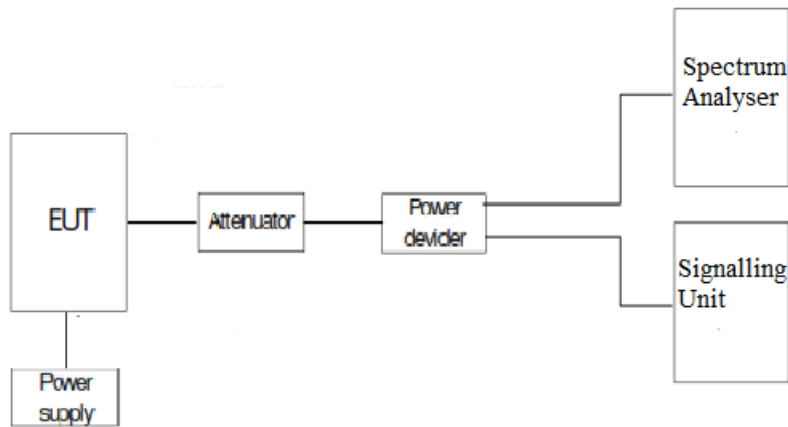 Spectrum
Analyser
EUT
Attenuator
Power
devider
Signalling
Unit
Power
supply